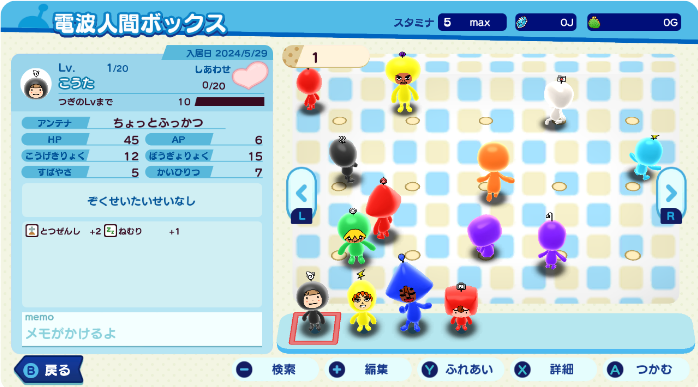 電波人間ボックス
スタミナ 5 max 0J 0G
入居日 2024/5/29
Lv. 1/20 しあわせ
こうた 0/20
つぎのLvまで 10
アンテナ ちょっとふっかつ
HP 45 AP 6
こうげきりょく 12 ぼうぎょりょく 15
すばやさ 5 かいひりつ 7
ぞくせいたいせいなし
とつぜんし +2 ねむり +1
memo
メモがかけるよ
1
L
R
B 戻る
− 検索
+ 編集
Y ふれあい
X 詳細
A つかむ